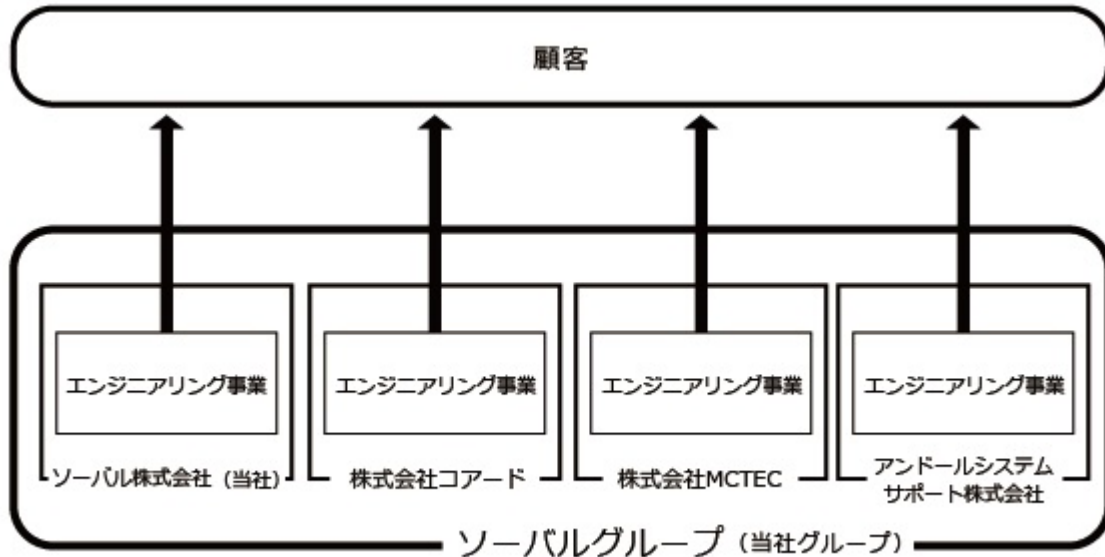 顧客
エンジニアリング事業
エンジニアリング事業
エンジニアリング事業
エンジニアリング事業
ソーバル株式会社（当社）
株式会社コアード
株式会社MCTEC
アンドールシステム
サポート株式会社
ソーバルグループ（当社グループ）